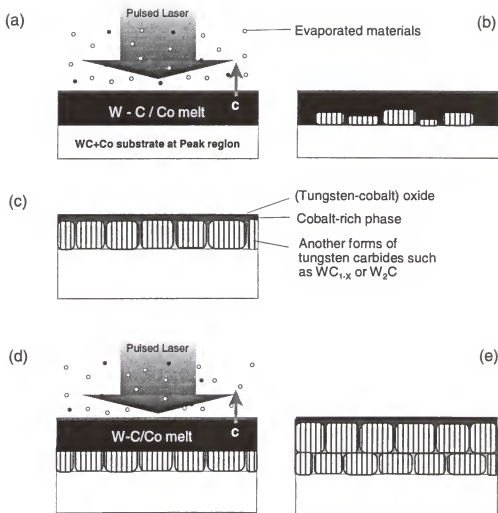 (a)
Pulsed Laser
Evaporated materials
(b)
C
W - C / Co melt
WC+Co substrate at Peak region
(c)
(Tungsten-cobalt) oxide
Cobalt-rich phase
Another forms of
tungsten carbides such
as WC1-X or W2C
(d)
Pulsed Laser
(e)
C
W-C/Co melt